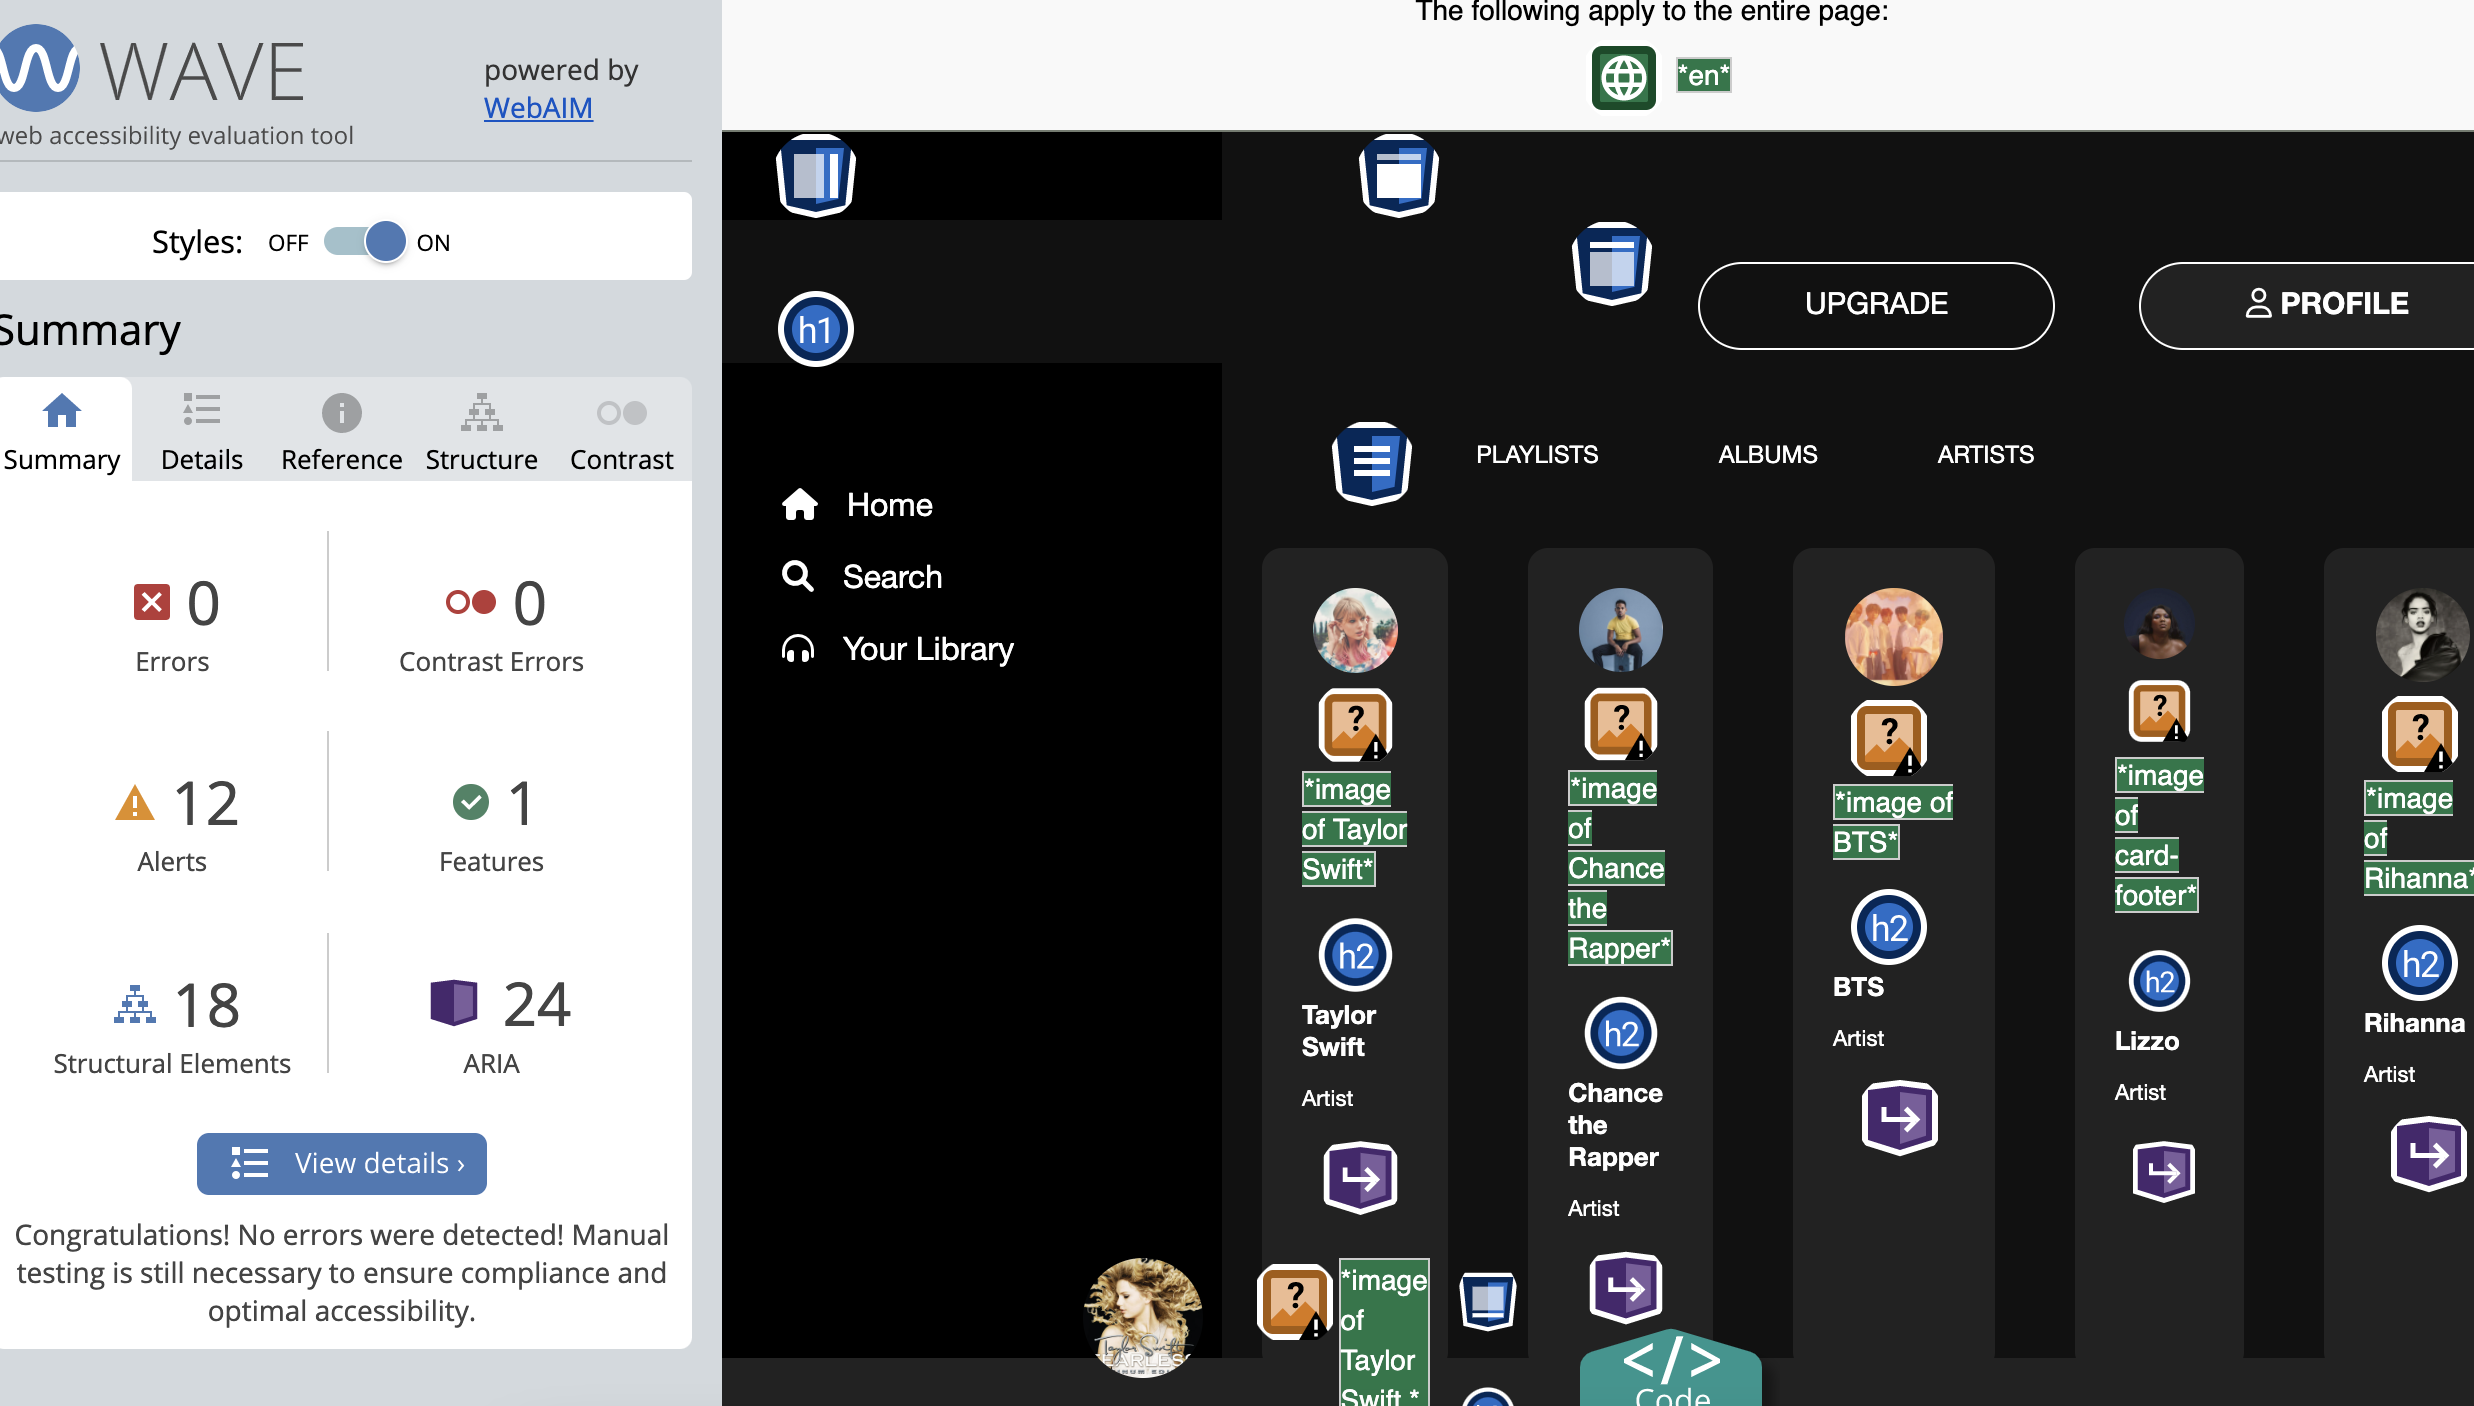 WAVE
powered by
WebAIM
web accessibility evaluation tool
Styles: OFF ON
Summary
Summary Details Reference Structure Contrast
0
Errors
0
Contrast Errors
12
Alerts
1
Features
18
Structural Elements
24
ARIA
View details ›
Congratulations! No errors were detected! Manual
testing is still necessary to ensure compliance and
optimal accessibility.
The following apply to the entire page:
*en*
h1
UPGRADE
PROFILE
Home
Search
Your Library
PLAYLISTS ALBUMS ARTISTS
*image
of Taylor
Swift*
h2
Taylor
Swift
Artist
*image
of
Chance
the
Rapper*
h2
Chance
the
Rapper
Artist
*image of
BTS*
h2
BTS
Artist
*image
of
card-
footer*
h2
Lizzo
Artist
*image
of
Rihanna*
h2
Rihanna
Artist
Taylor Swift
*image
of
Taylor
Swift *
</>
Code